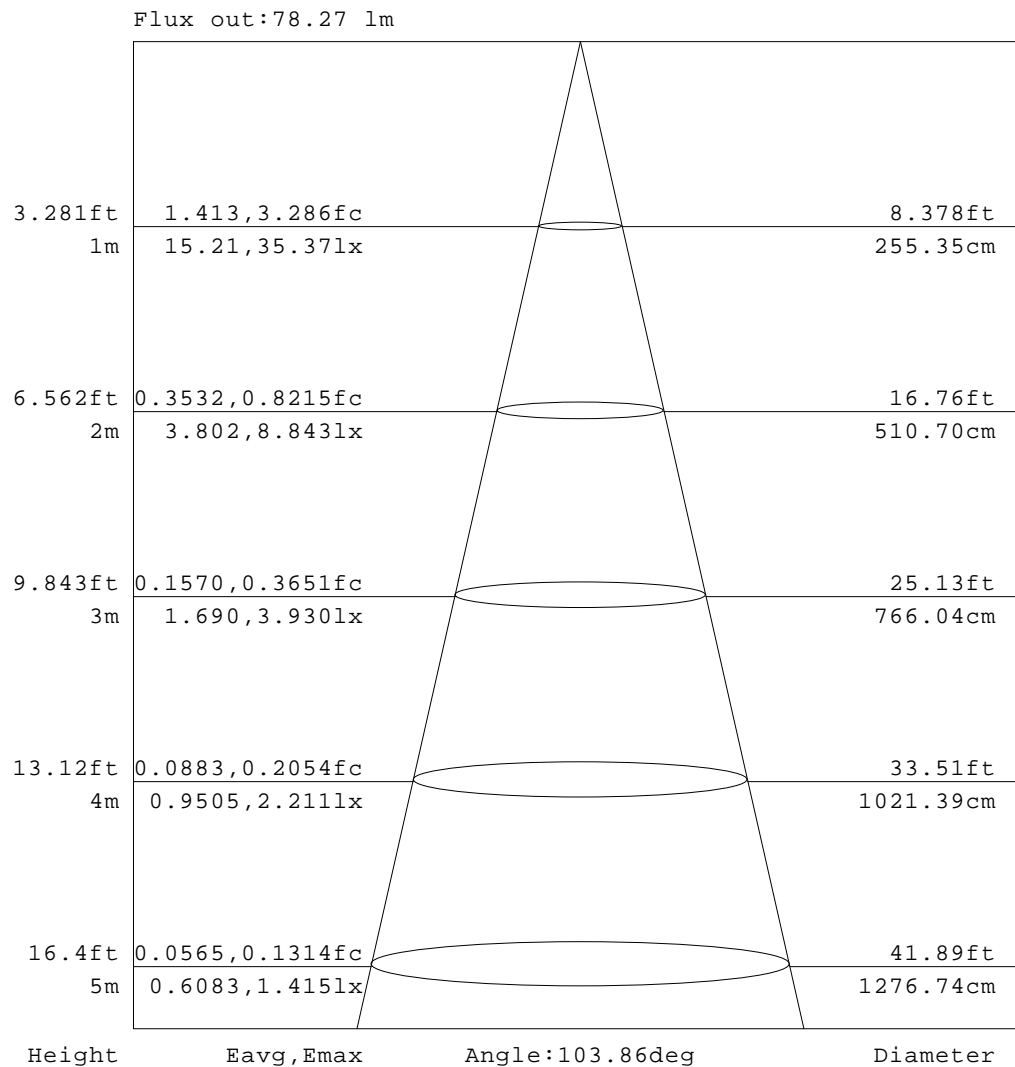 Flux out:78.27 lm
3.281ft 1.413,3.286fc 8.378ft
1m 15.21,35.37lx 255.35cm
6.562ft 0.3532,0.8215fc 16.76ft
2m 3.802,8.843lx 510.70cm
9.843ft 0.1570,0.3651fc 25.13ft
3m 1.690,3.930lx 766.04cm
13.12ft 0.0883,0.2054fc 33.51ft
4m 0.9505,2.211lx 1021.39cm
16.4ft 0.0565,0.1314fc 41.89ft
5m 0.6083,1.415lx 1276.74cm
Height Eavg,Emax Angle:103.86deg Diameter